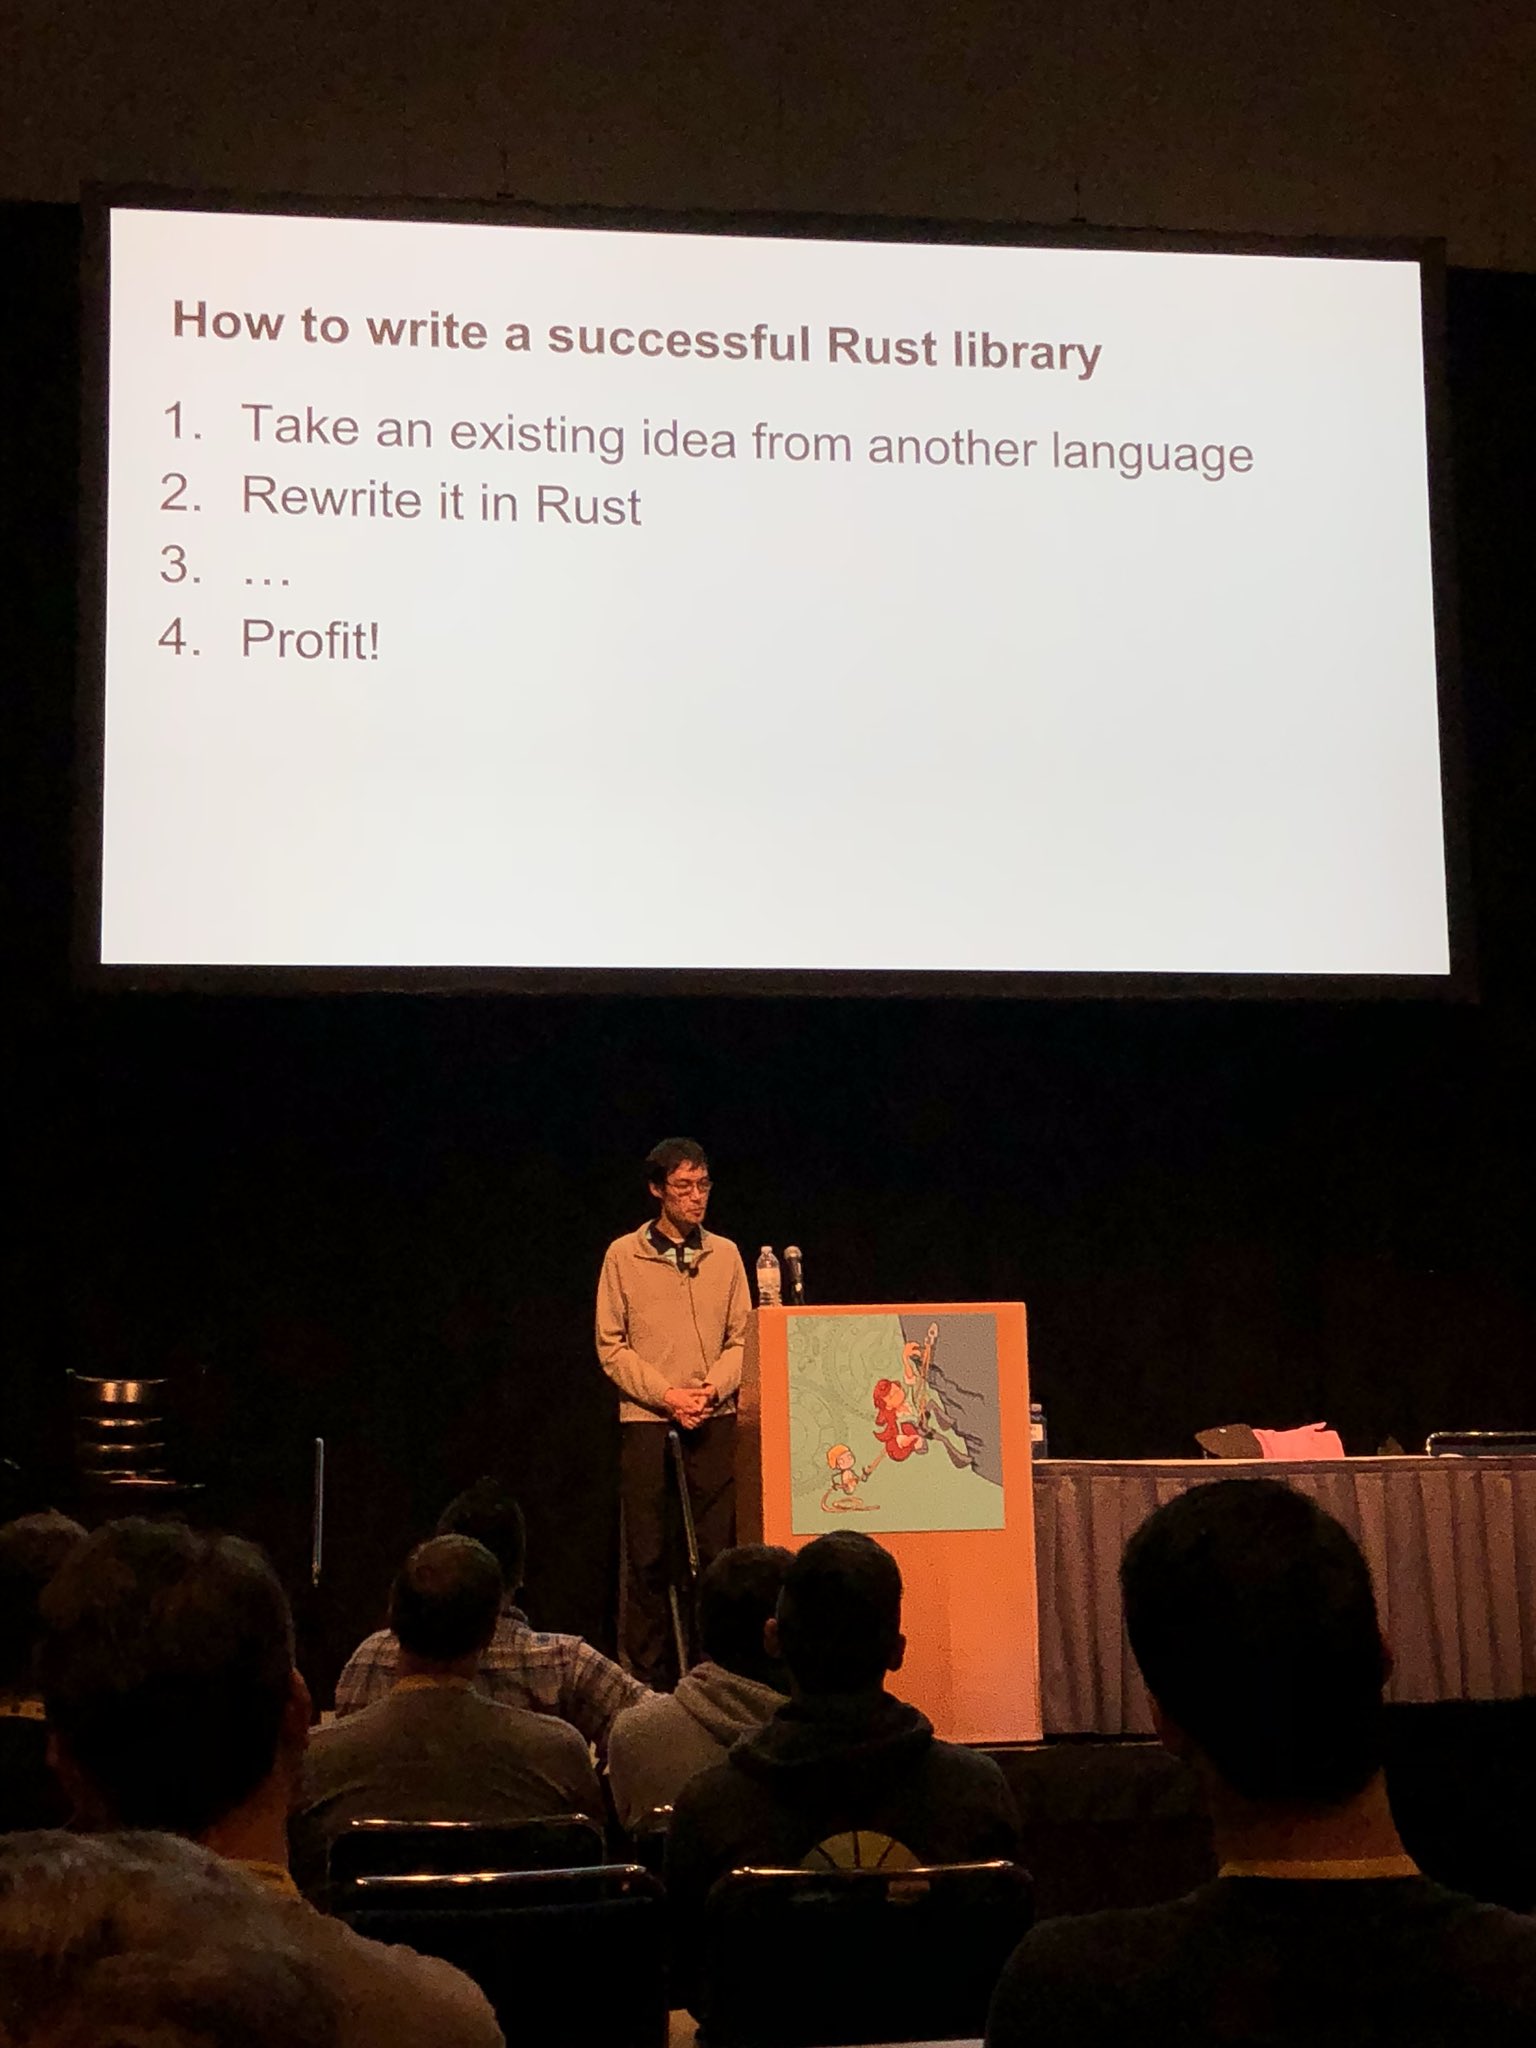 How to write a successful Rust library
1. Take an existing idea from another language
2. Rewrite it in Rust
3. ...
4. Profit!